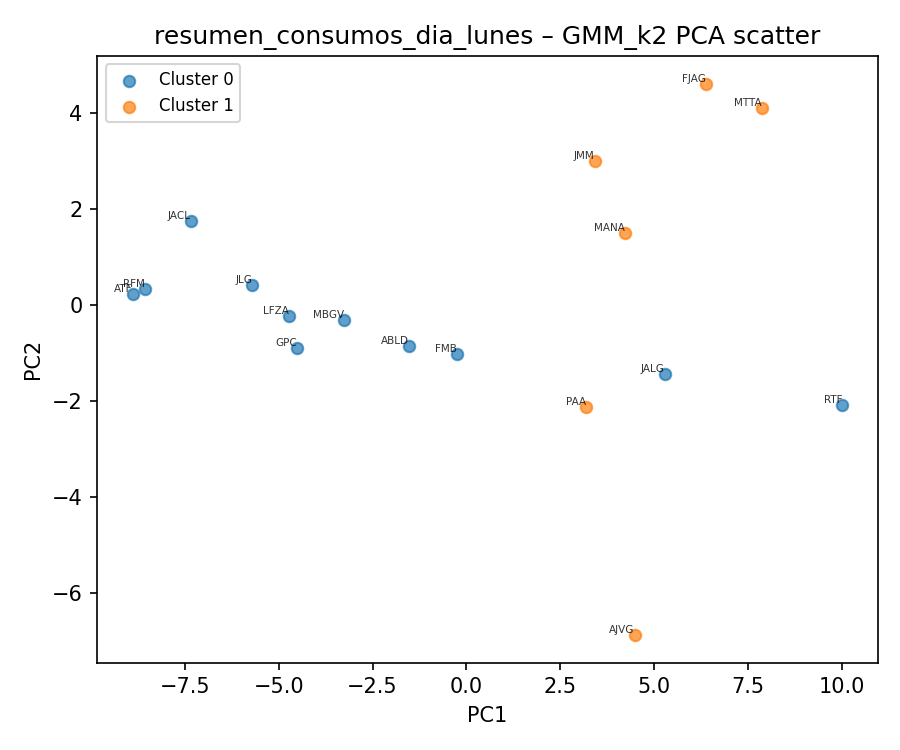 resumen_consumos_dia_lunes – GMM_k2 PCA scatter
Cluster 0
Cluster 1
FJAG
MTTA
JMM
MANA
JACL
JLG
RFM
ATF
LFZA
MBGV
GPC
ABLD
FMB
JALG
PAA
RTF
AJVG
4
2
0
−2
−4
−6
PC2
−7.5
−5.0
−2.5
0.0
2.5
5.0
7.5
10.0
PC1